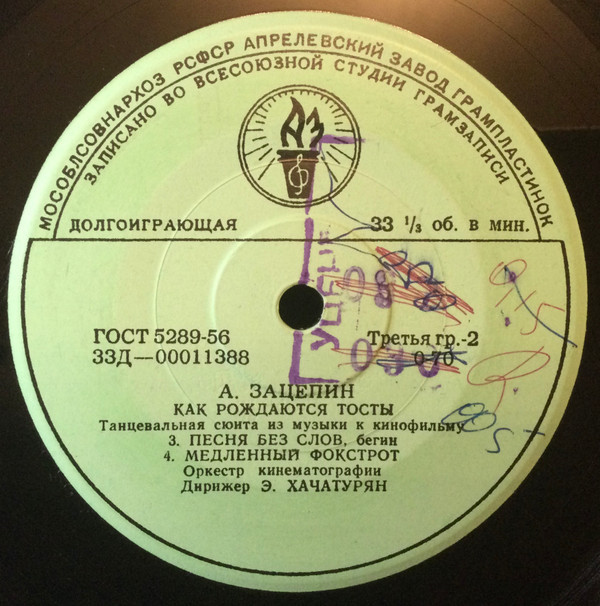 МОСОБЛСОВНАРХОЗ РСФСР АПРЕЛЕВСКИЙ ЗАВОД ГРАМПЛАСТИНОК
ЗАПИСАНО ВО ВСЕСОЮЗНОЙ СТУДИИ ГРАМЗАПИСИ
АЗ
ДОЛГОИГРАЮЩАЯ 33 1/3 об. в мин.
ГОСТ 5289-56 Третья гр.-2
33Д—00011388 0-70
А. ЗАЦЕПИН
КАК РОЖДАЮТСЯ ТОСТЫ
Танцевальная сюита из музыки к кинофильму
3. ПЕСНЯ БЕЗ СЛОВ, бегин
4. МЕДЛЕННЫЙ ФОКСТРОТ
Оркестр кинематографии
Дирижер Э. ХАЧАТУРЯН